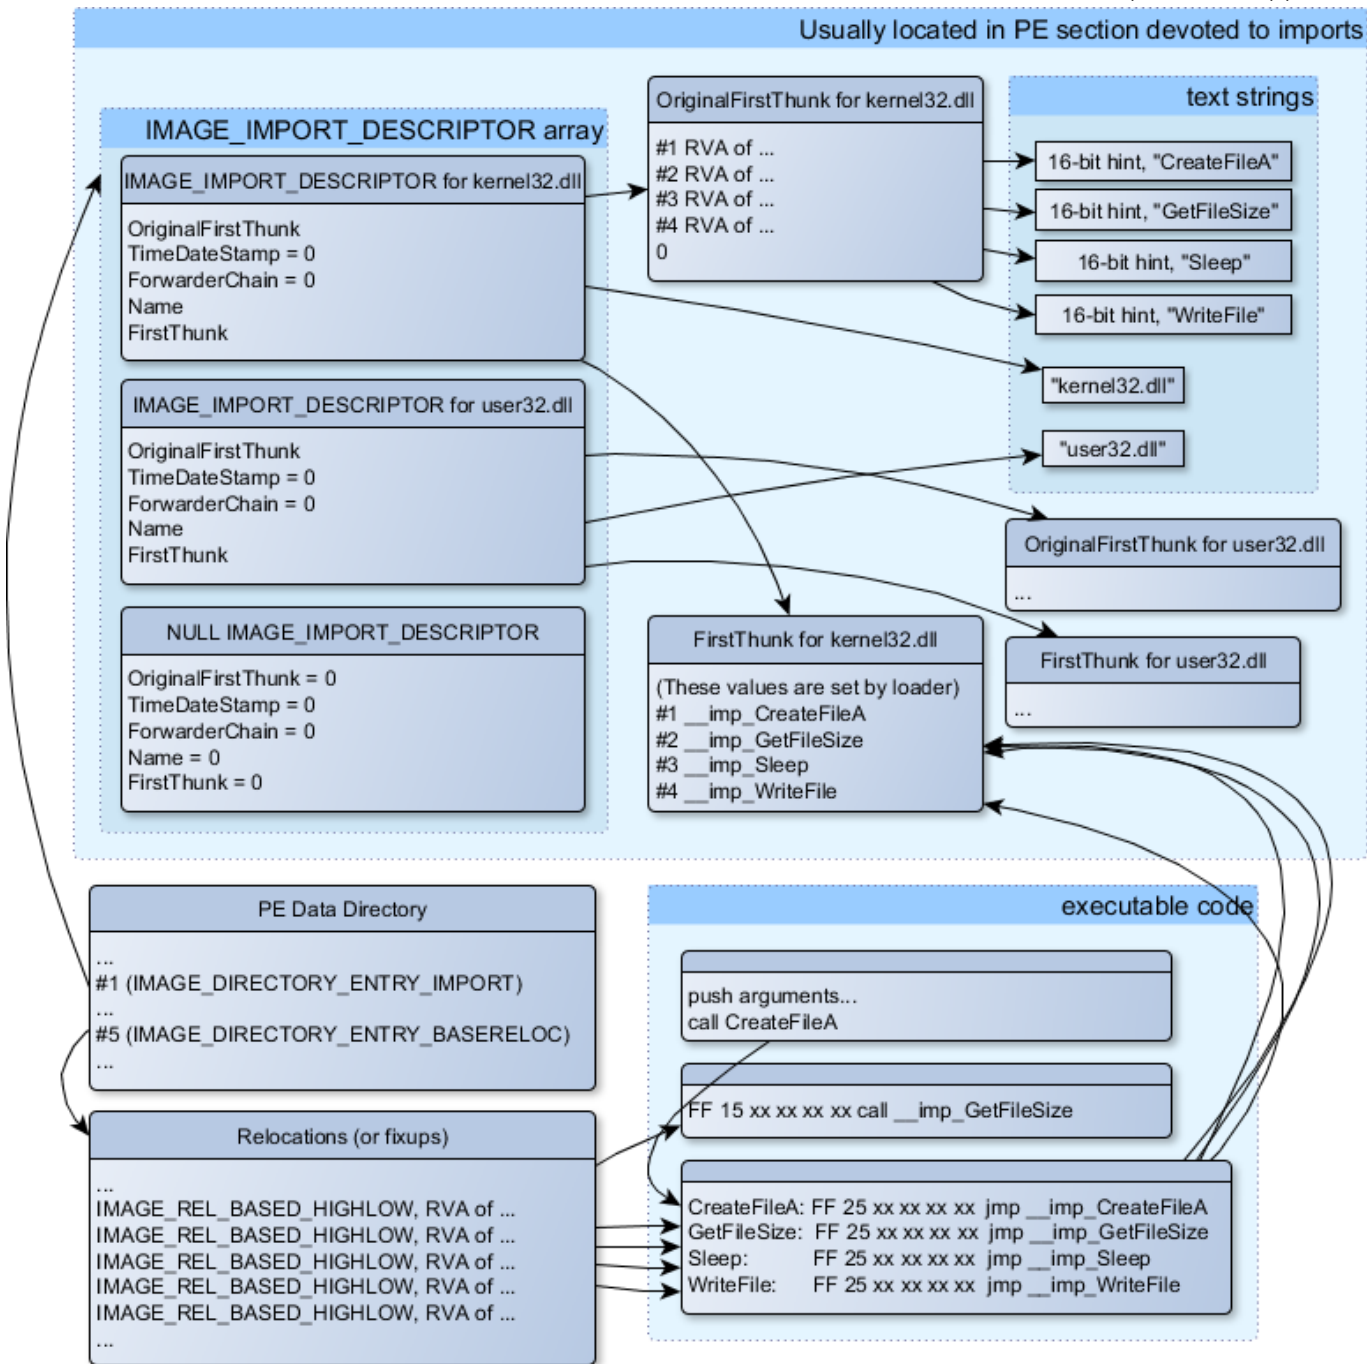 Usually located in PE section devoted to imports
IMAGE_IMPORT_DESCRIPTOR array
IMAGE_IMPORT_DESCRIPTOR for kernel32.dll
OriginalFirstThunk
TimeDateStamp = 0
ForwarderChain = 0
Name
FirstThunk
IMAGE_IMPORT_DESCRIPTOR for user32.dll
OriginalFirstThunk
TimeDateStamp = 0
ForwarderChain = 0
Name
FirstThunk
NULL IMAGE_IMPORT_DESCRIPTOR
OriginalFirstThunk = 0
TimeDateStamp = 0
ForwarderChain = 0
Name = 0
FirstThunk = 0
OriginalFirstThunk for kernel32.dll
#1 RVA of ...
#2 RVA of ...
#3 RVA of ...
#4 RVA of ...
0
text strings
16-bit hint, "CreateFileA"
16-bit hint, "GetFileSize"
16-bit hint, "Sleep"
16-bit hint, "WriteFile"
"kernel32.dll"
"user32.dll"
OriginalFirstThunk for user32.dll
...
FirstThunk for user32.dll
...
FirstThunk for kernel32.dll
(These values are set by loader)
#1 __imp_CreateFileA
#2 __imp_GetFileSize
#3 __imp_Sleep
#4 __imp_WriteFile
PE Data Directory
...
#1 (IMAGE_DIRECTORY_ENTRY_IMPORT)
...
#5 (IMAGE_DIRECTORY_ENTRY_BASERELOC)
...
Relocations (or fixups)
...
IMAGE_REL_BASED_HIGHLOW, RVA of ...
IMAGE_REL_BASED_HIGHLOW, RVA of ...
IMAGE_REL_BASED_HIGHLOW, RVA of ...
IMAGE_REL_BASED_HIGHLOW, RVA of ...
IMAGE_REL_BASED_HIGHLOW, RVA of ...
...
executable code
push arguments...
call CreateFileA
FF 15 xx xx xx xx call __imp_GetFileSize
CreateFileA: FF 25 xx xx xx xx jmp __imp_CreateFileA
GetFileSize: FF 25 xx xx xx xx jmp __imp_GetFileSize
Sleep: FF 25 xx xx xx xx jmp __imp_Sleep
WriteFile: FF 25 xx xx xx xx jmp __imp_WriteFile